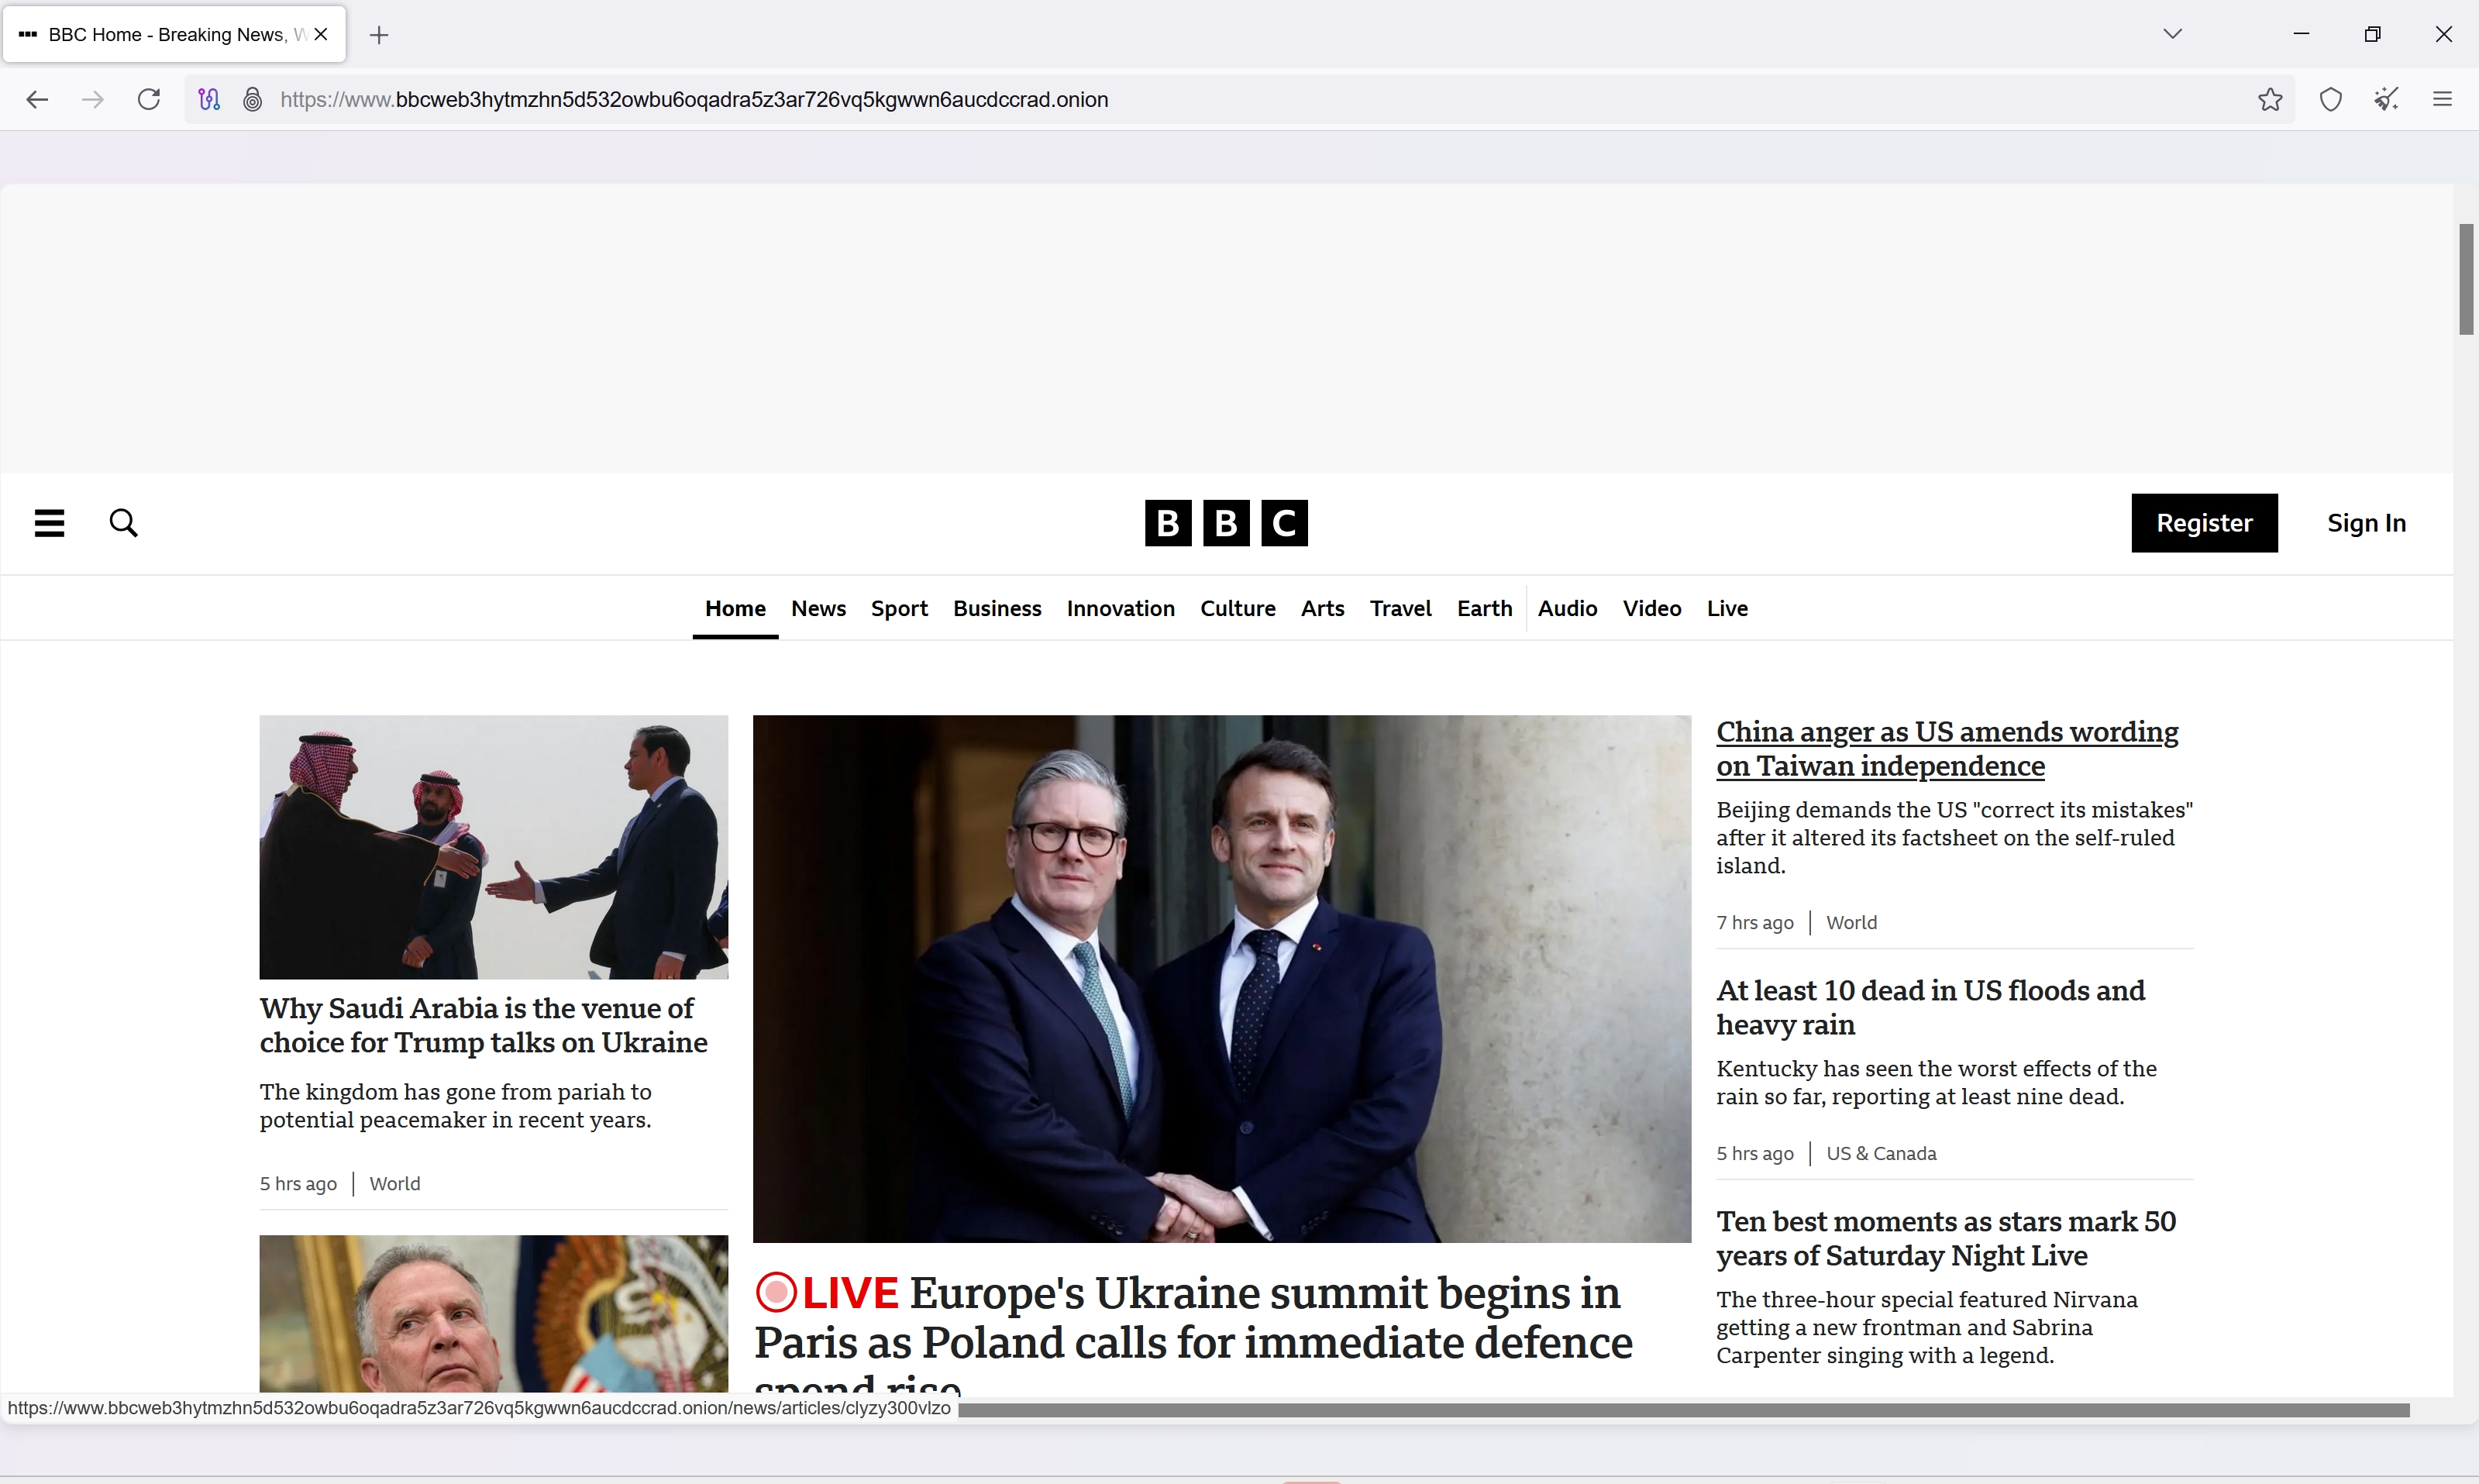 BBC Home - Breaking News, W
https://www.bbcweb3hytmzhn5d532owbu6oqadra5z3ar726vq5kgwwn6aucdccrad.onion
BBC
Register
Sign In
Home News Sport Business Innovation Culture Arts Travel Earth Audio Video Live
Why Saudi Arabia is the venue of
choice for Trump talks on Ukraine
The kingdom has gone from pariah to
potential peacemaker in recent years.
5 hrs ago | World
LIVE Europe's Ukraine summit begins in
Paris as Poland calls for immediate defence
spend rise
China anger as US amends wording
on Taiwan independence
Beijing demands the US "correct its mistakes"
after it altered its factsheet on the self-ruled
island.
7 hrs ago | World
At least 10 dead in US floods and
heavy rain
Kentucky has seen the worst effects of the
rain so far, reporting at least nine dead.
5 hrs ago | US & Canada
Ten best moments as stars mark 50
years of Saturday Night Live
The three-hour special featured Nirvana
getting a new frontman and Sabrina
Carpenter singing with a legend.
https://www.bbcweb3hytmzhn5d532owbu6oqadra5z3ar726vq5kgwwn6aucdccrad.onion/news/articles/clyzy300vlzo